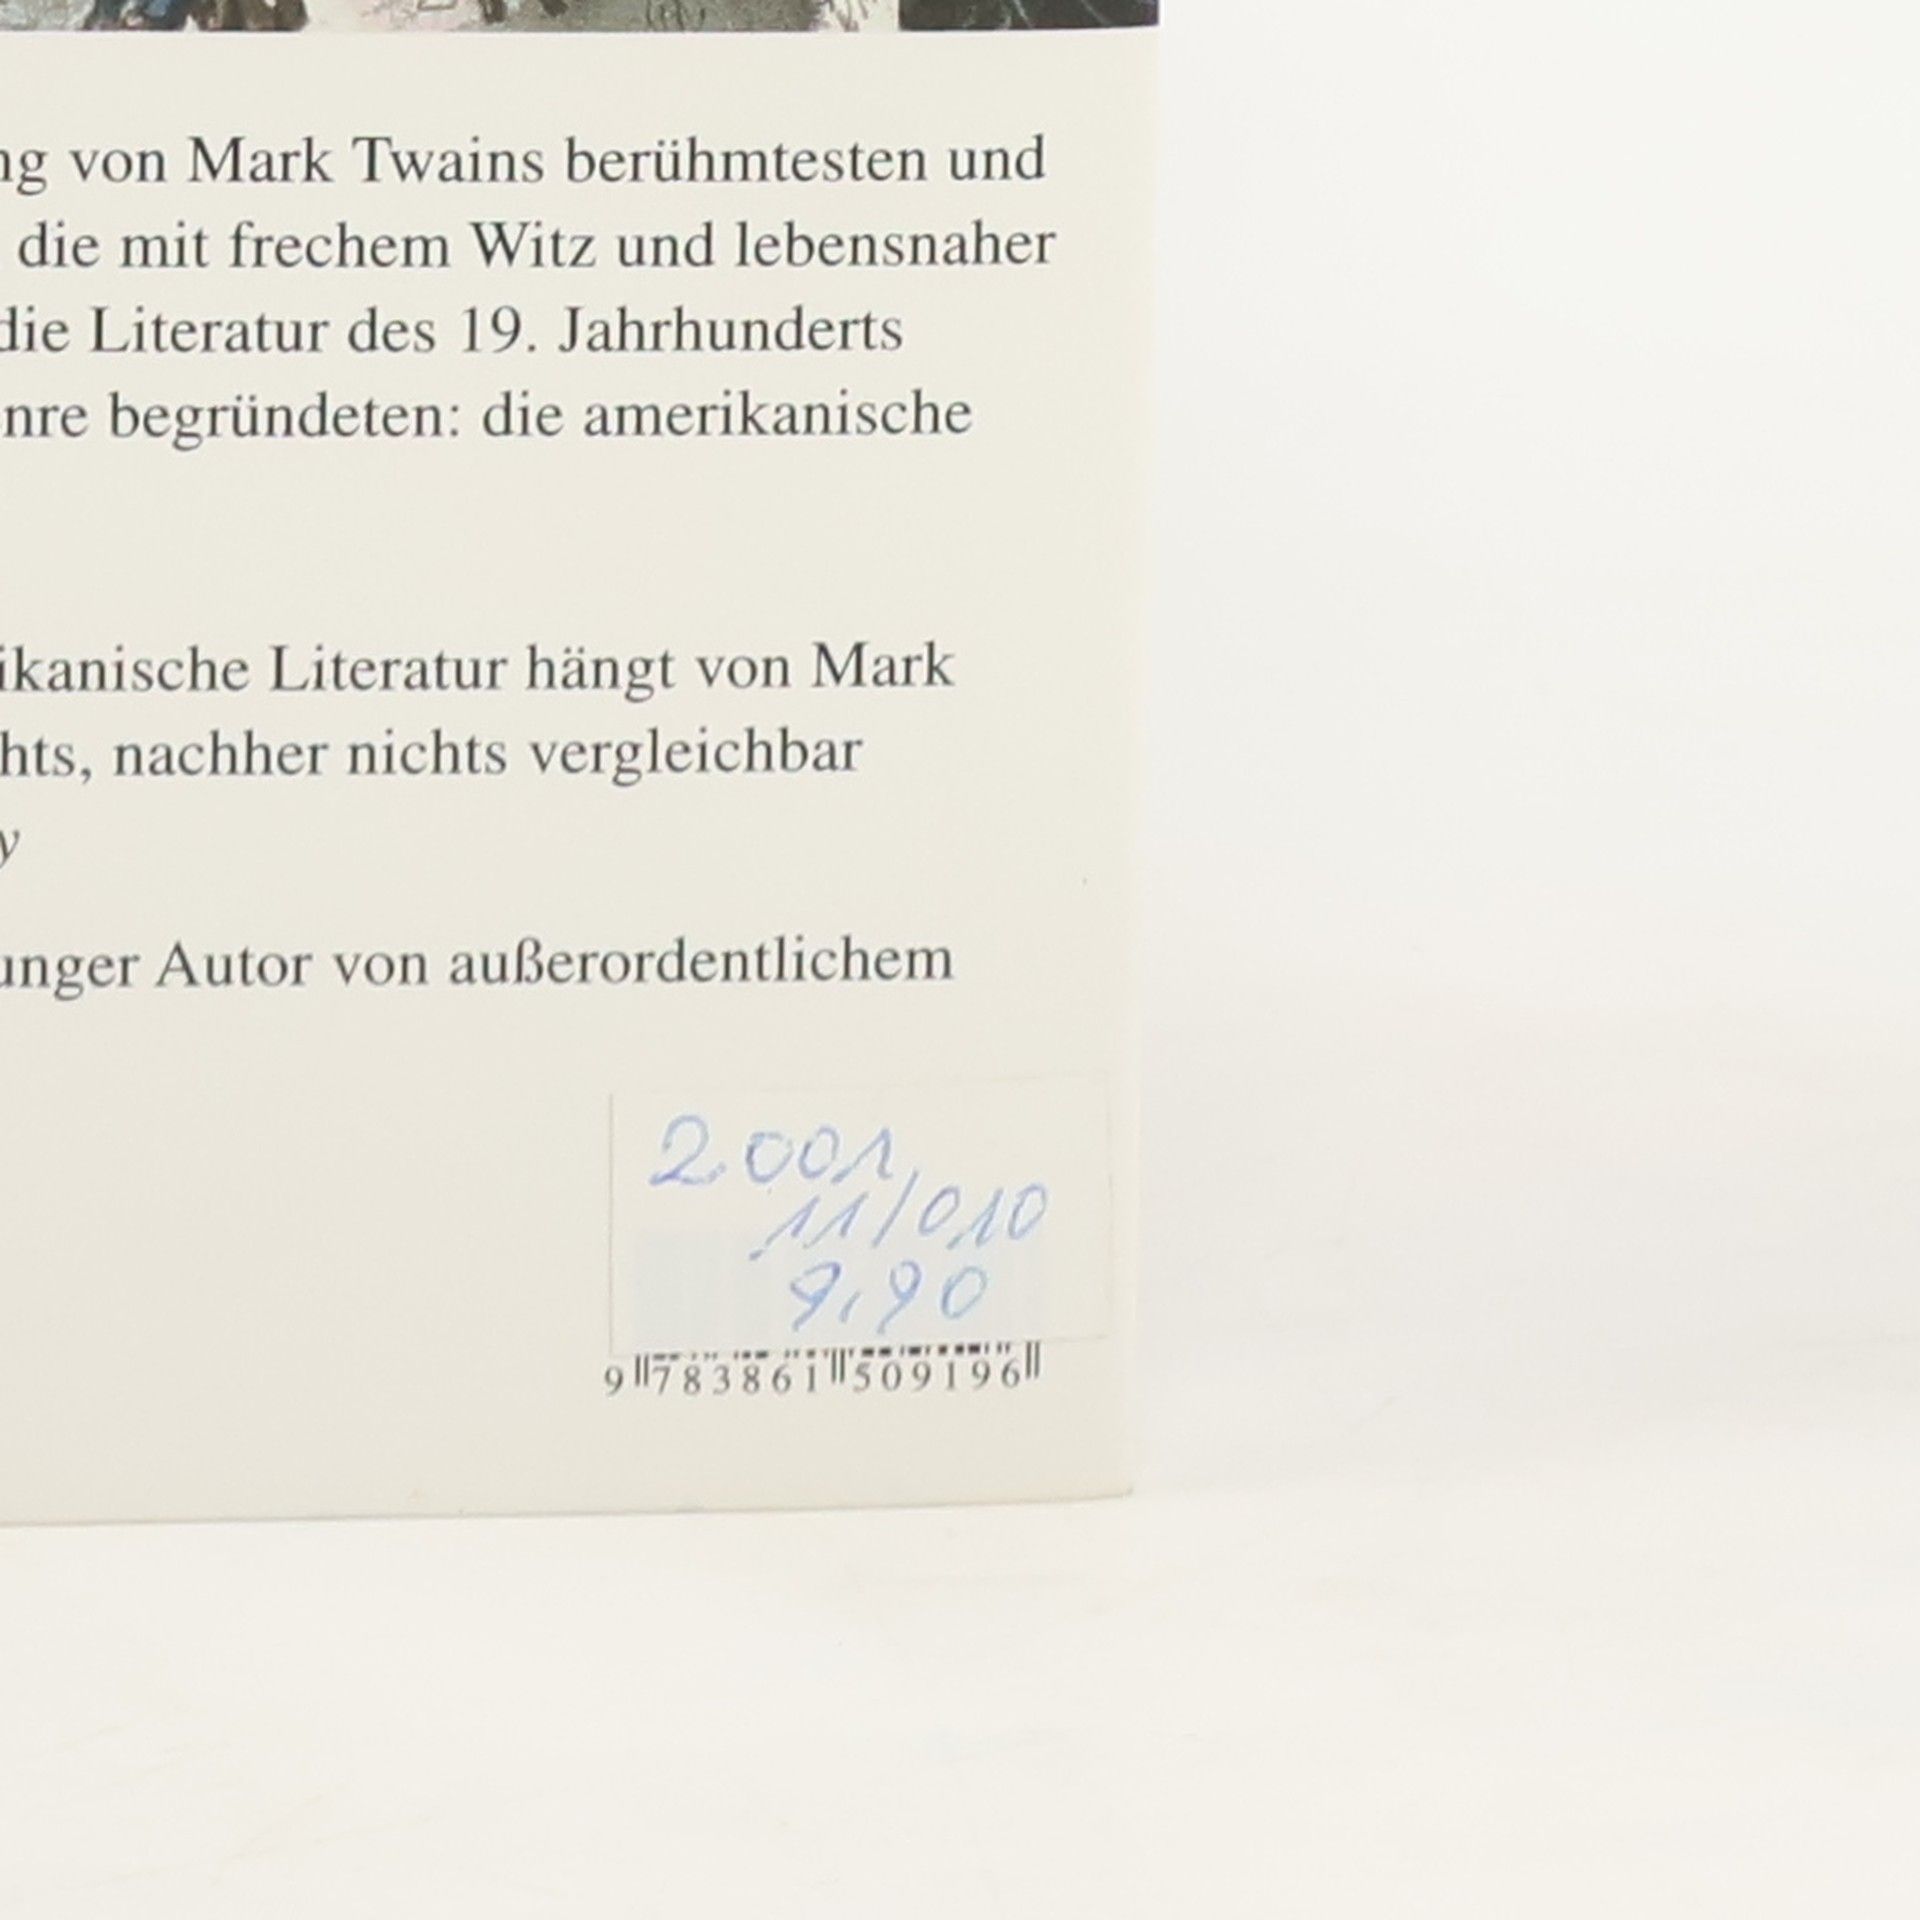 ng von Mark Twains berühmtesten und
die mit frechem Witz und lebensnaher
die Literatur des 19. Jahrhunderts
nre begründeten: die amerikanische
ikanische Literatur hängt von Mark
hts, nachher nichts vergleichbar
y
unger Autor von außerordentlichem
2001
11/010
9,90
9 783861 509196